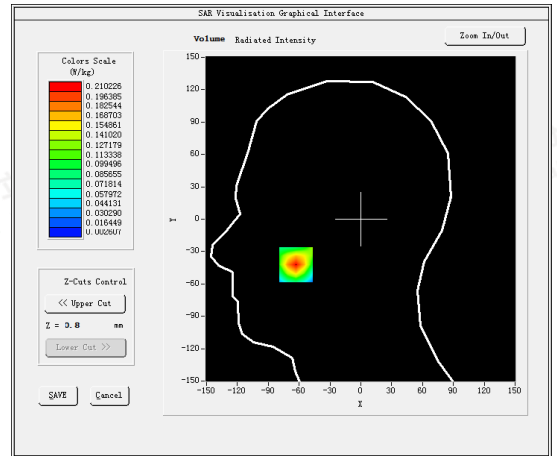 SAR Visualisation Graphical Interface
Volume Radiated Intensity
Zoom In/Out
Colors Scale
(W/kg)
0.210226
0.196385
0.182544
0.168703
0.154861
0.141020
0.127179
0.113338
0.099496
0.085655
0.071814
0.057972
0.044131
0.030290
0.016449
0.002607
Z-Cuts Control
<< Upper Cut
Z = 0.8 mm
Lower Cut >>
SAVE
Cancel
150
120
90
60
30
0
-30
-60
-90
-120
-150
Y
-150 -120 -90 -60 -30 0 30 60 90 120 150
X